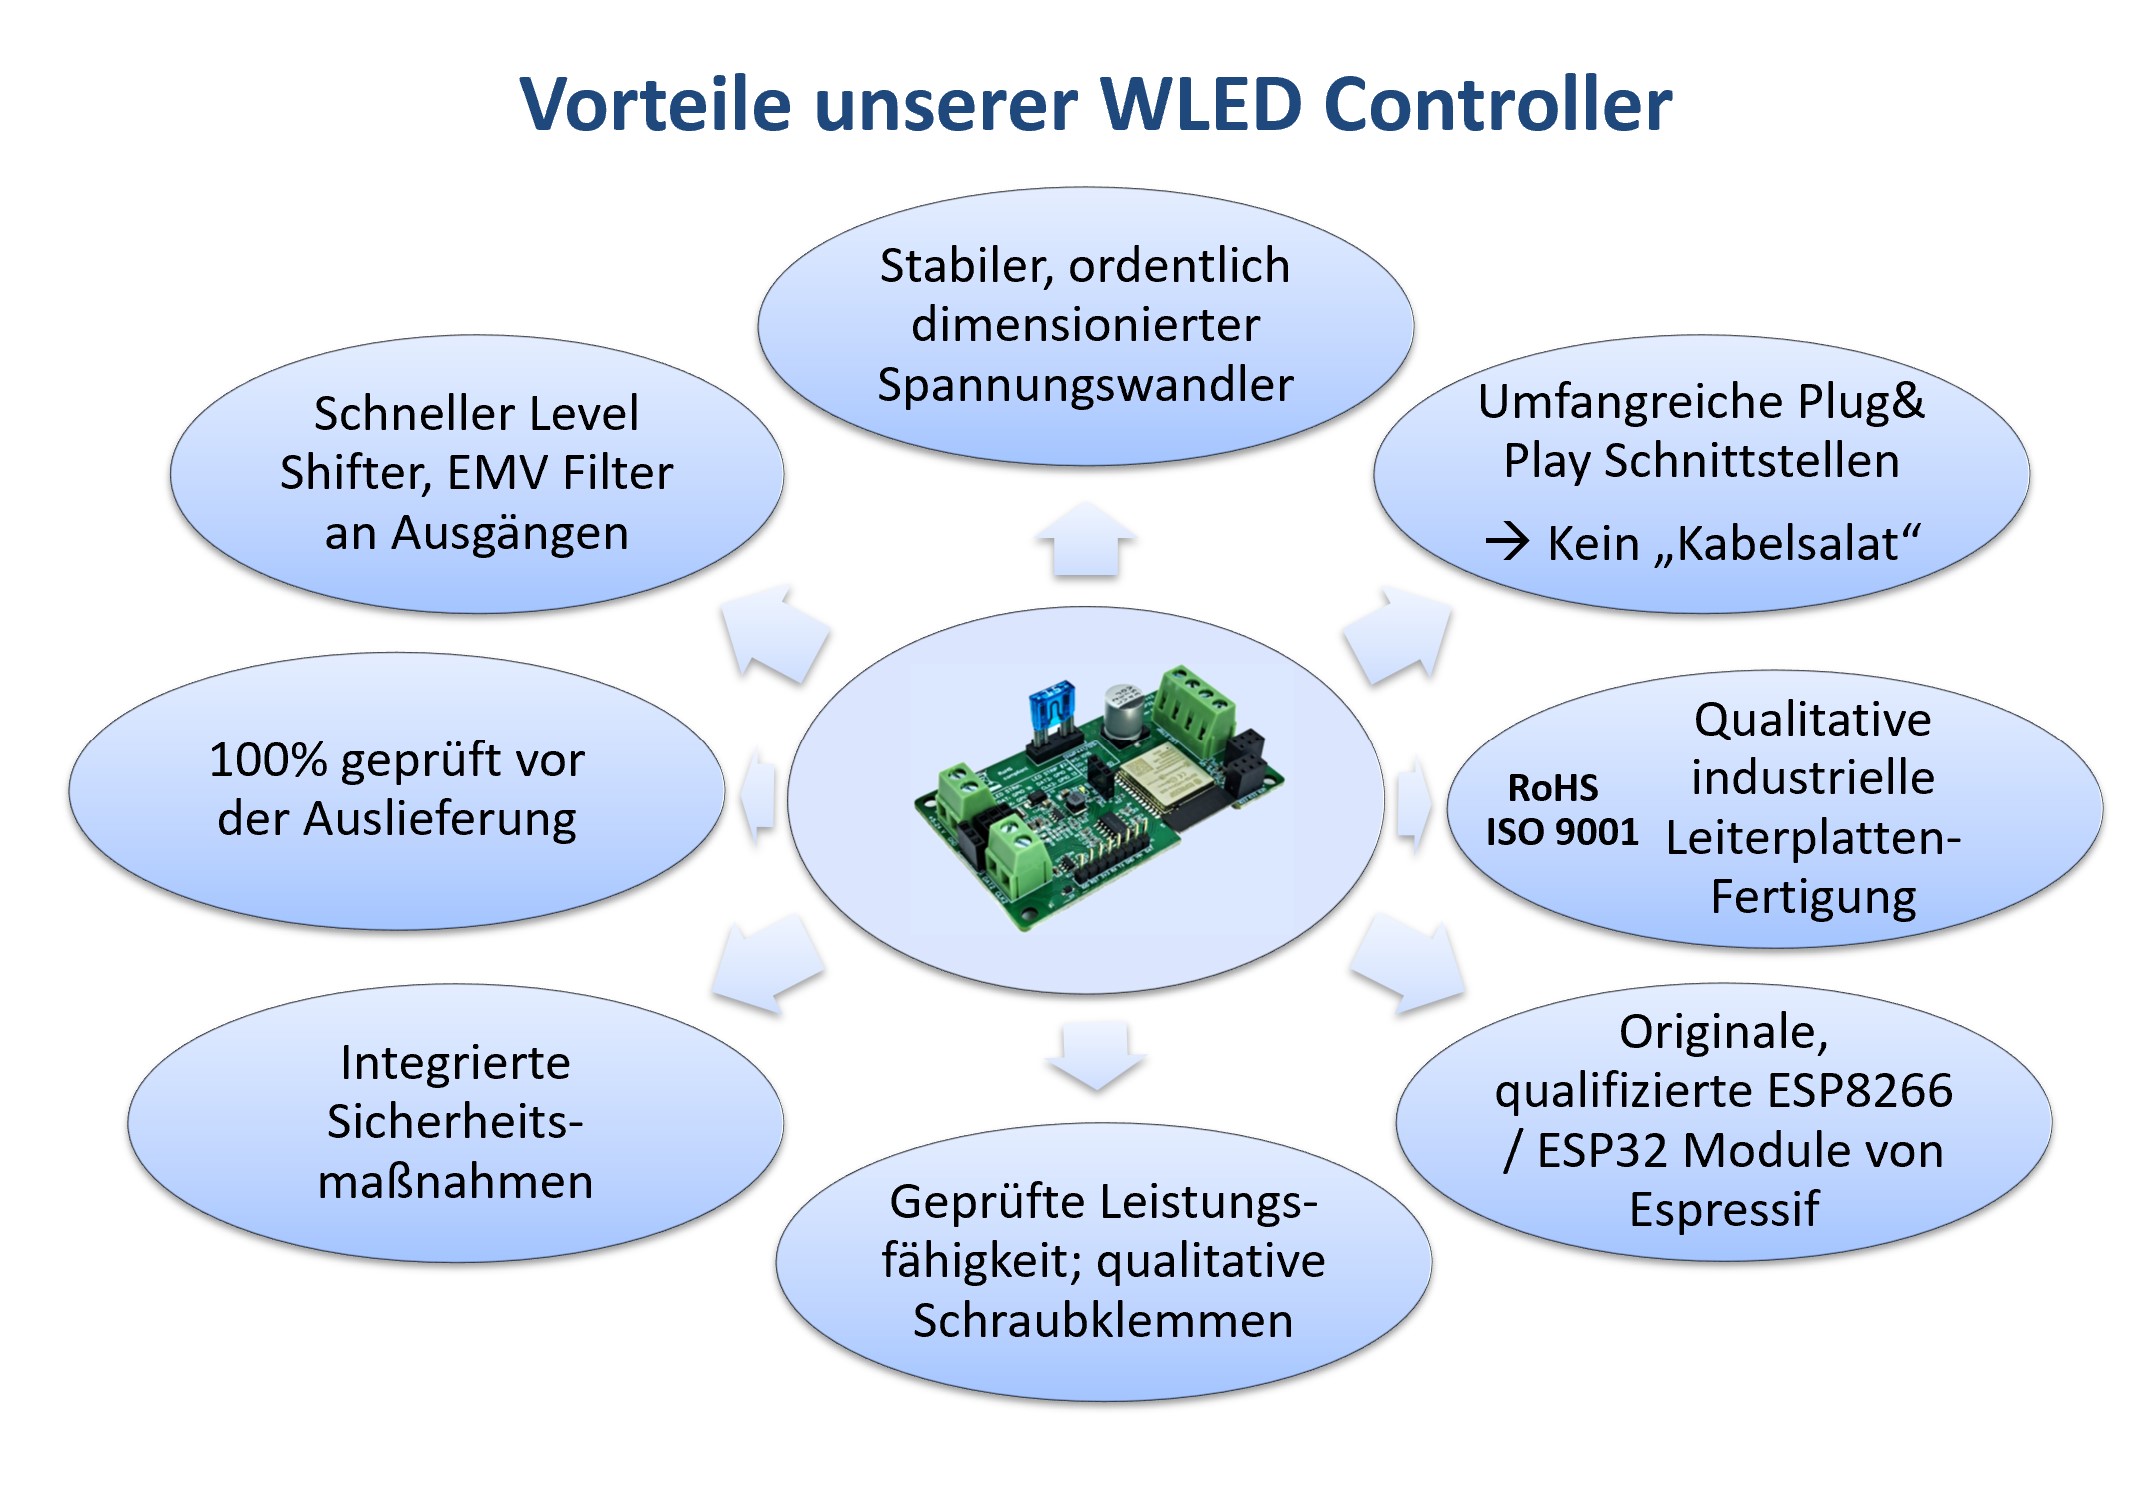 Vorteile unserer WLED Controller
Stabiler, ordentlich
dimensionierter
Spannungswandler
Schneller Level
Shifter, EMV Filter
an Ausgängen
Umfangreiche Plug&
Play Schnittstellen
→ Kein „Kabelsalat“
100% geprüft vor
der Auslieferung
RoHS
ISO 9001
Qualitative
industrielle
Leiterplatten-
Fertigung
Integrierte
Sicherheits-
maßnahmen
Geprüfte Leistungs-
fähigkeit; qualitative
Schraubklemmen
Originale,
qualifizierte ESP8266
/ ESP32 Module von
Espressif